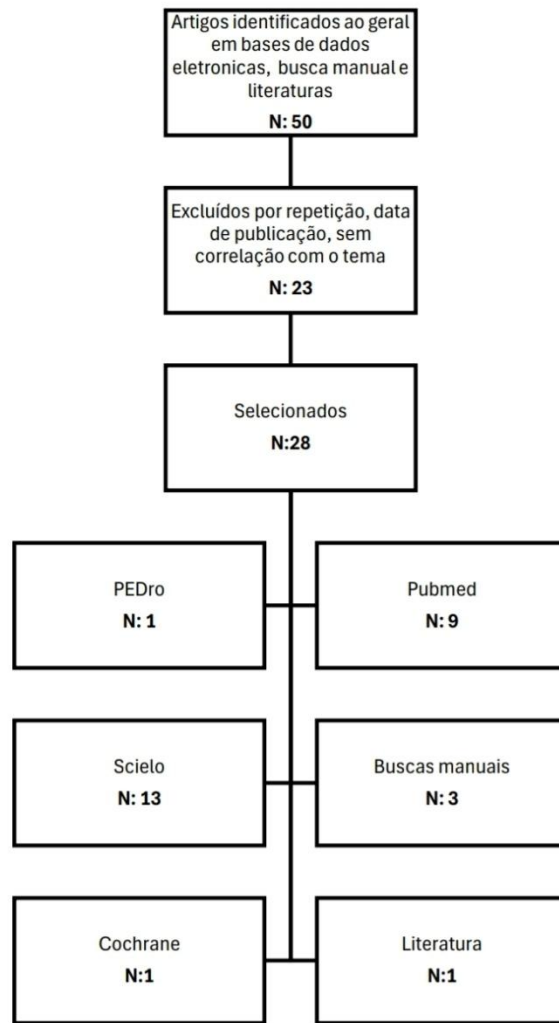 Artigos identificados ao geral
em bases de dados
eletronicas, busca manual e
literaturas
N: 50
Excluídos por repetição, data
de publicação, sem
correlação com o tema
N: 23
Selecionados
N:28
PEDro
N: 1
Pubmed
N: 9
Scielo
N: 13
Buscas manuais
N: 3
Cochrane
N:1
Literatura
N:1